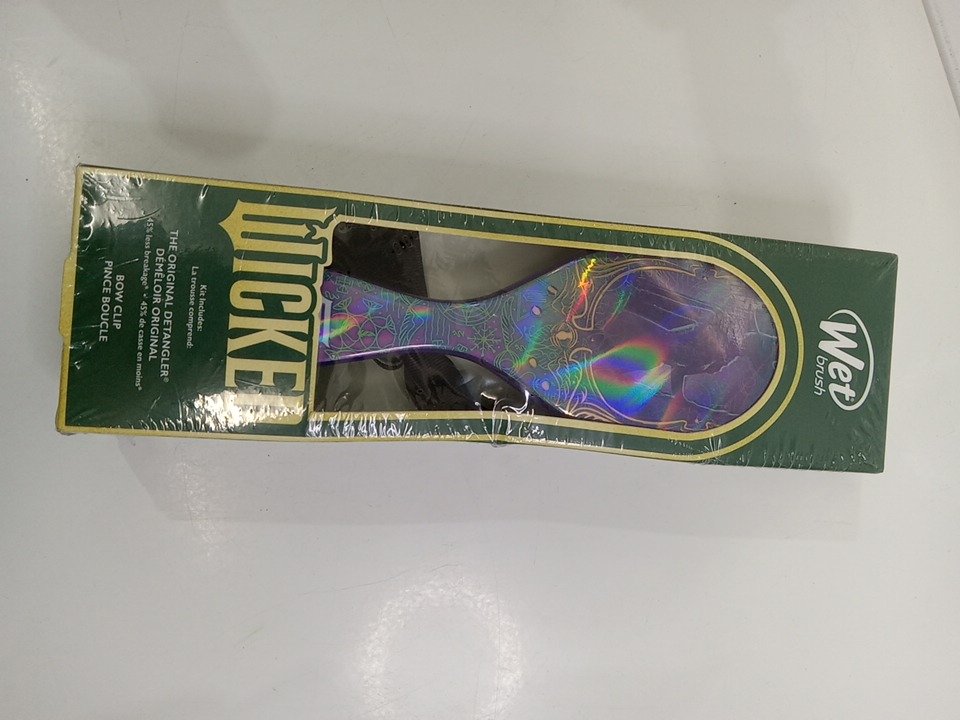 Wet
brush
WICKED
Kit Includes:
La trousse comprend:
THE ORIGINAL DETANGLER®
DÉMÊLOIR ORIGINAL
45% less breakage* • 45% de casse en moins*
BOW CLIP
PINCE BOUCLE